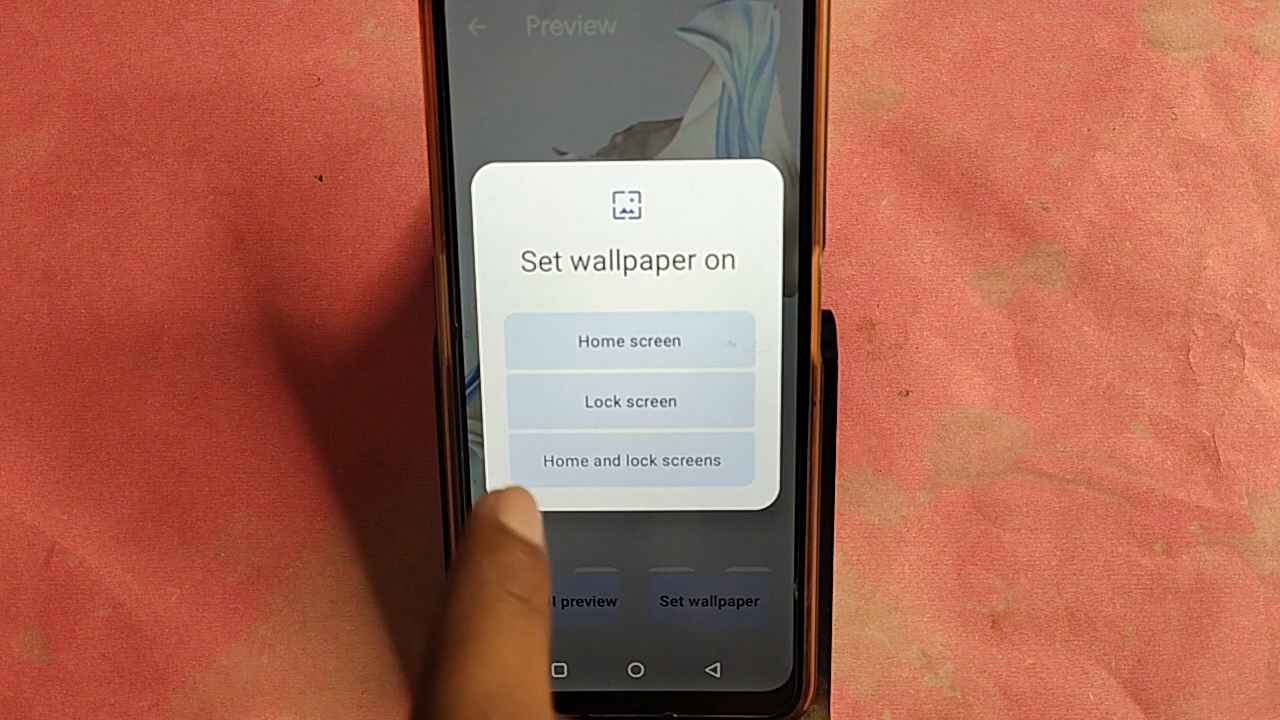 Preview
Set wallpaper on
Home screen
Lock screen
Home and lock screens
preview
Set wallpaper